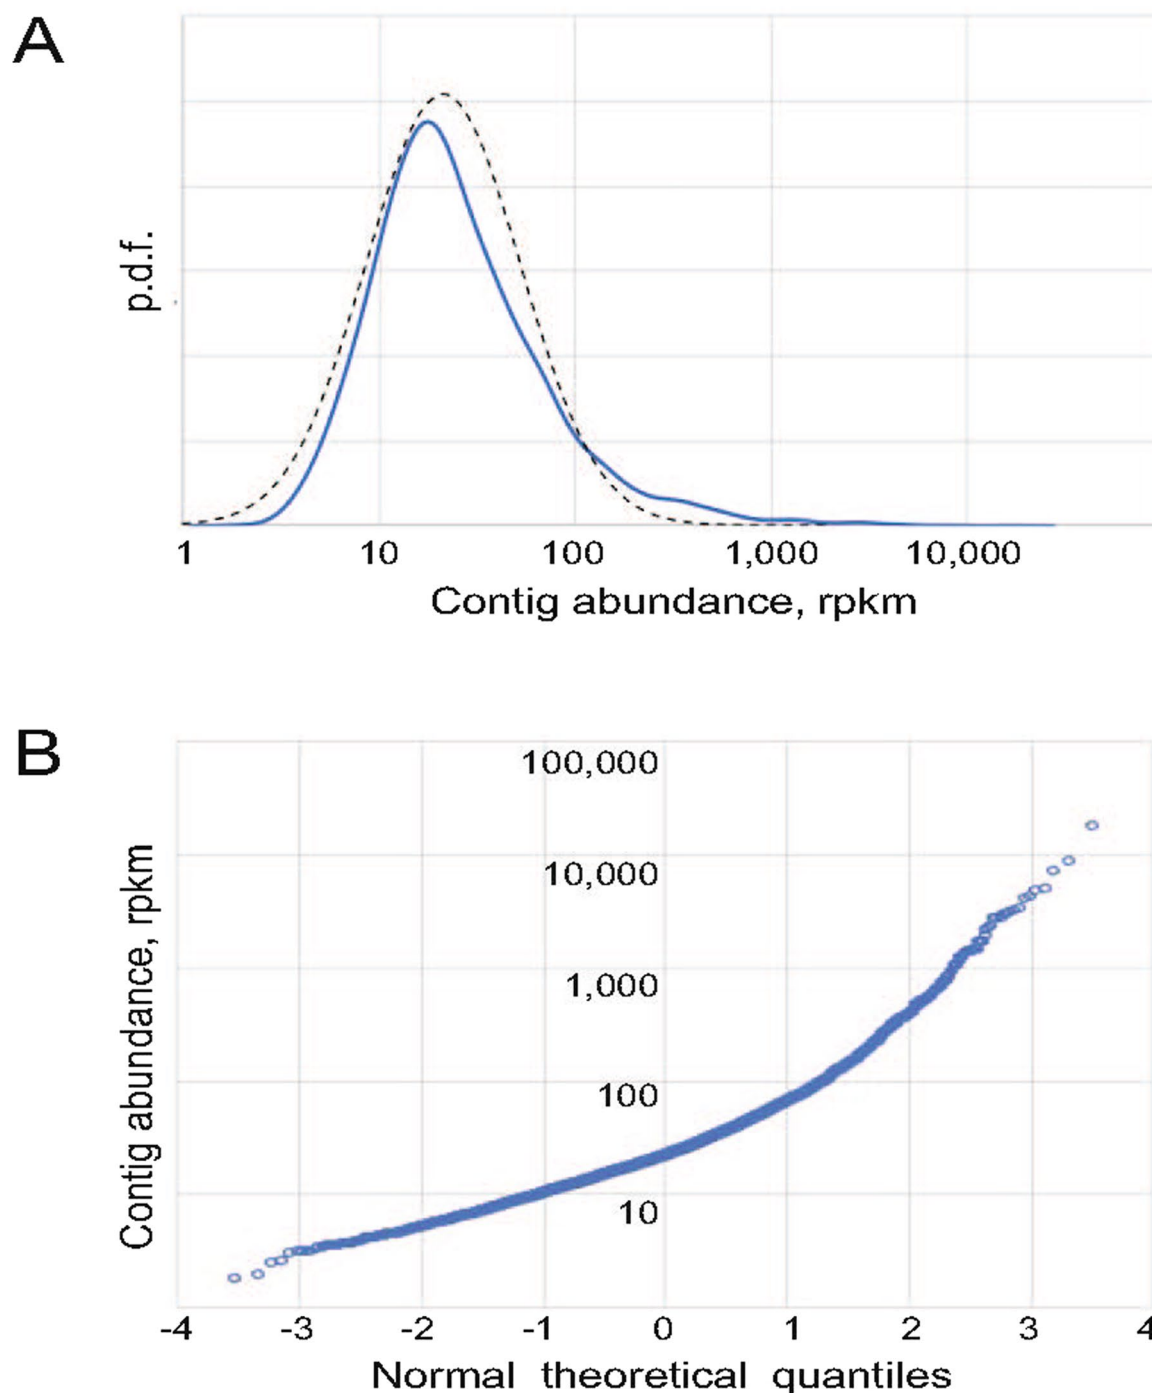 A
p.d.f.
1 10 100 1,000 10,000
Contig abundance, rpkm
B
Contig abundance, rpkm
100,000
10,000
1,000
100
10
-4 -3 -2 -1 0 1 2 3 4
Normal theoretical quantiles